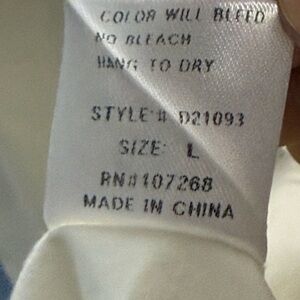 COLOR WILL BLEED
NO BLEACH
HANG TO DRY
STYLE# D21093
SIZE: L
RN#107268
MADE IN CHINA